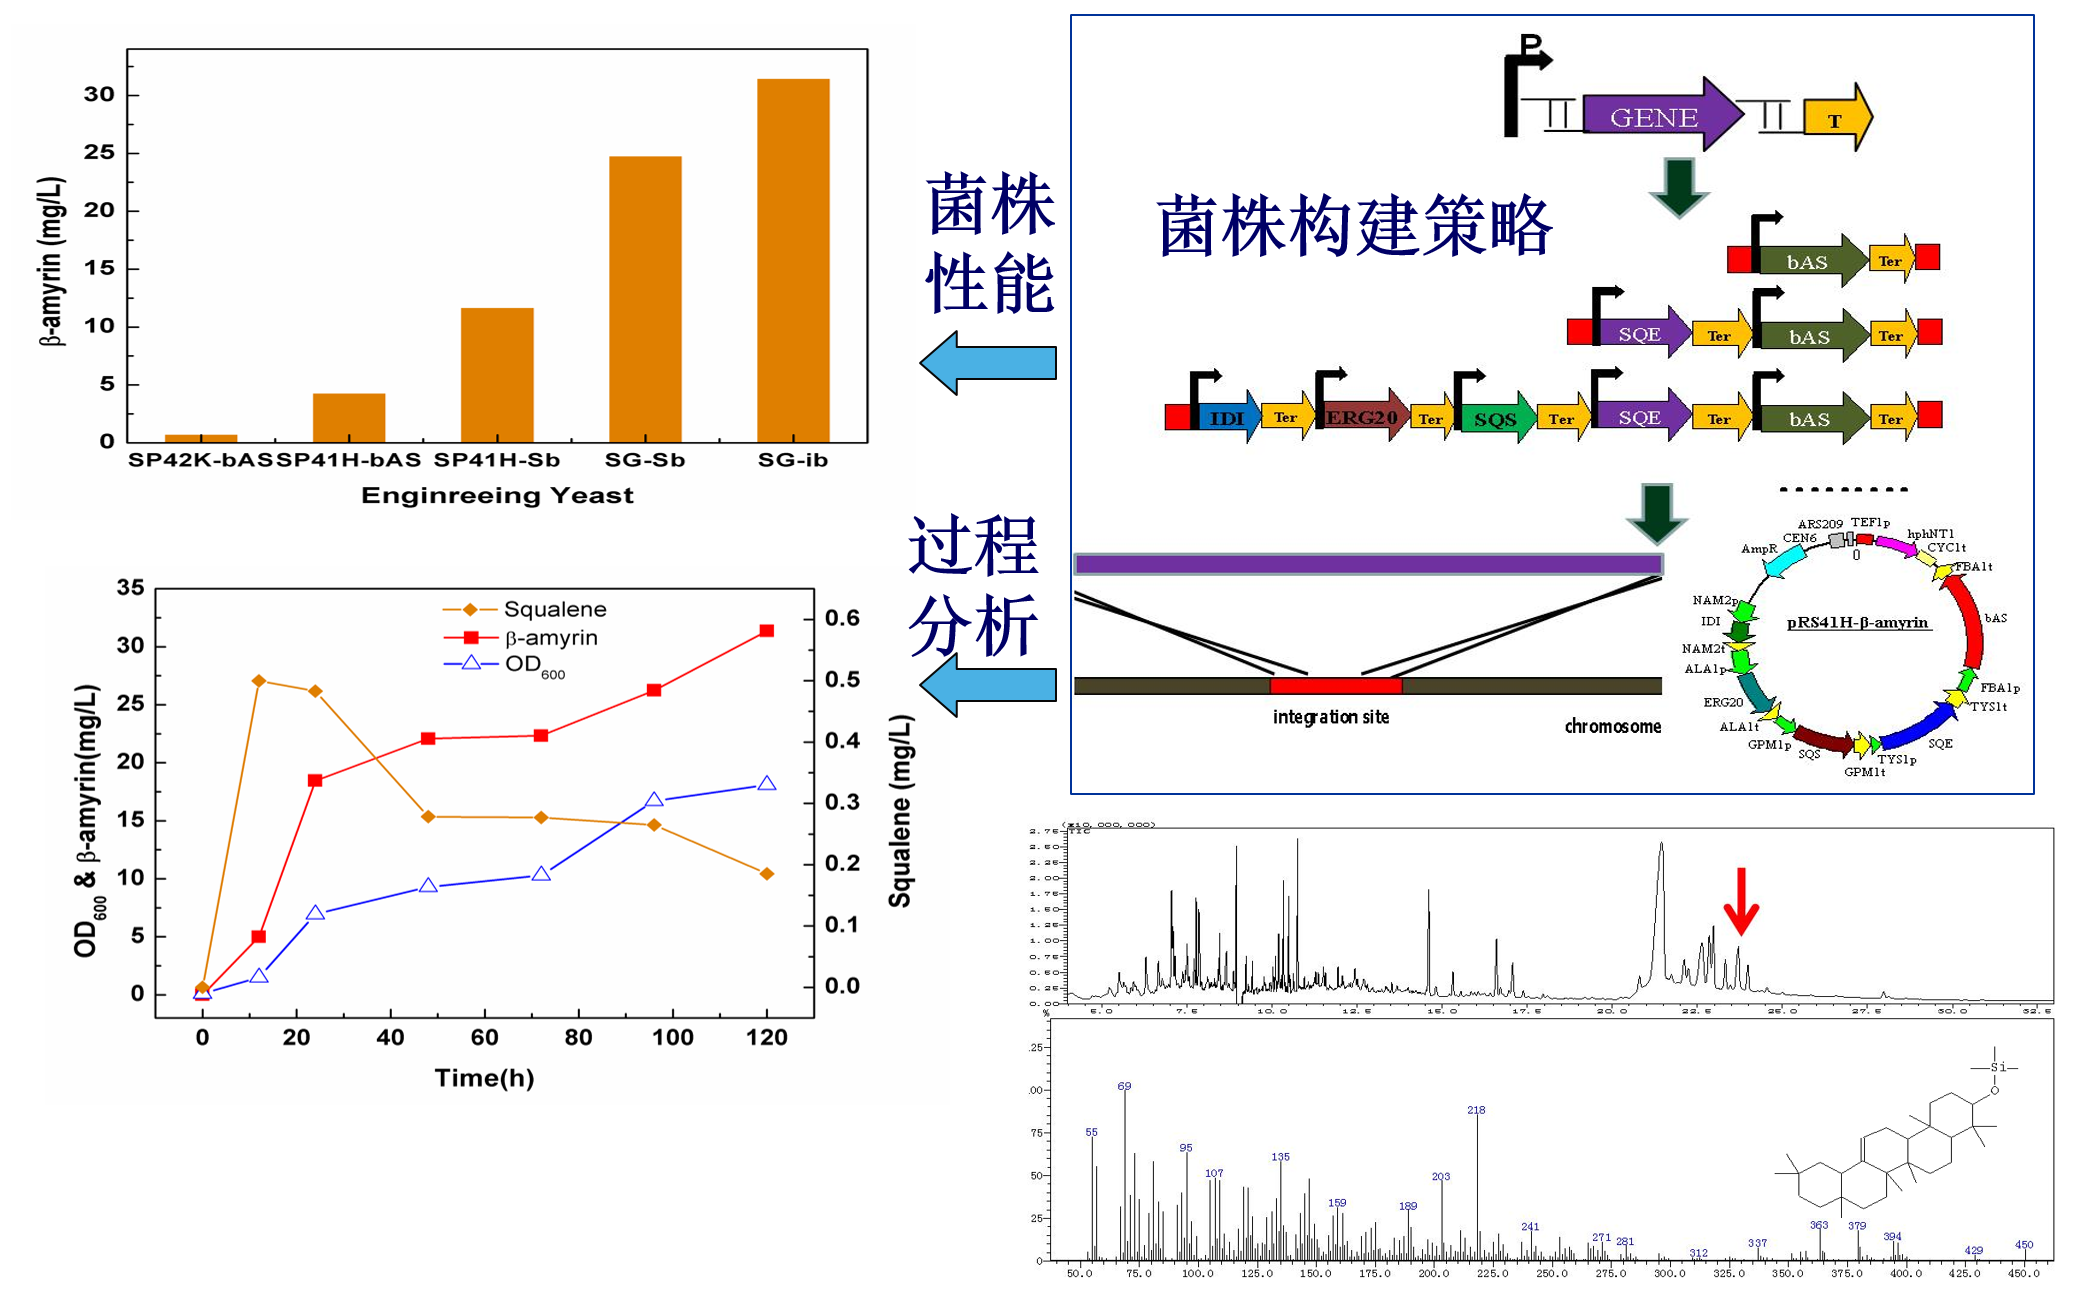 30
25
20
15
10
5
0
β-amyrin (mg/L)
SP42K-bAS SP41H-bAS SP41H-Sb SG-Sb SG-ib
Enginreeing Yeast
菌株
性能
过程
分析
菌株构建策略
P
GENE T
bAS Ter
SQE Ter bAS Ter
IDI Ter ERG20 Ter SQS Ter SQE Ter bAS Ter
integration site
chromosome
pRS41H-β-amyrin
0
TEF1p
hphNT1
CYC1t
FBA1t
bAS
FBA1p
TYS1t
SQE
TYS1p
GPM1t
SQS
GPM1p
ALA1t
ERG20
ALA1p
NAM2t
IDI
NAM2p
AmpR
CEN6
ARS209
35
30
25
20
15
10
5
0
OD600 & β-amyrin(mg/L)
Squalene
β-amyrin
OD600
0.6
0.5
0.4
0.3
0.2
0.1
0.0
Squalene (mg/L)
0 20 40 60 80 100 120
Time(h)
(x10,000,000)
TIC
2.75
2.50
2.25
2.00
1.75
1.50
1.25
1.00
0.75
0.50
0.25
0.00
5.0 7.5 10.0 12.5 15.0 17.5 20.0 22.5 25.0 27.5 30.0 32.5
%
25
00
75
50
25
0
55
69
95
107
135
159
189
203
218
241
271
281
312
337
363
379
394
429
450
Si
O
50.0 75.0 100.0 125.0 150.0 175.0 200.0 225.0 250.0 275.0 300.0 325.0 350.0 375.0 400.0 425.0 450.0